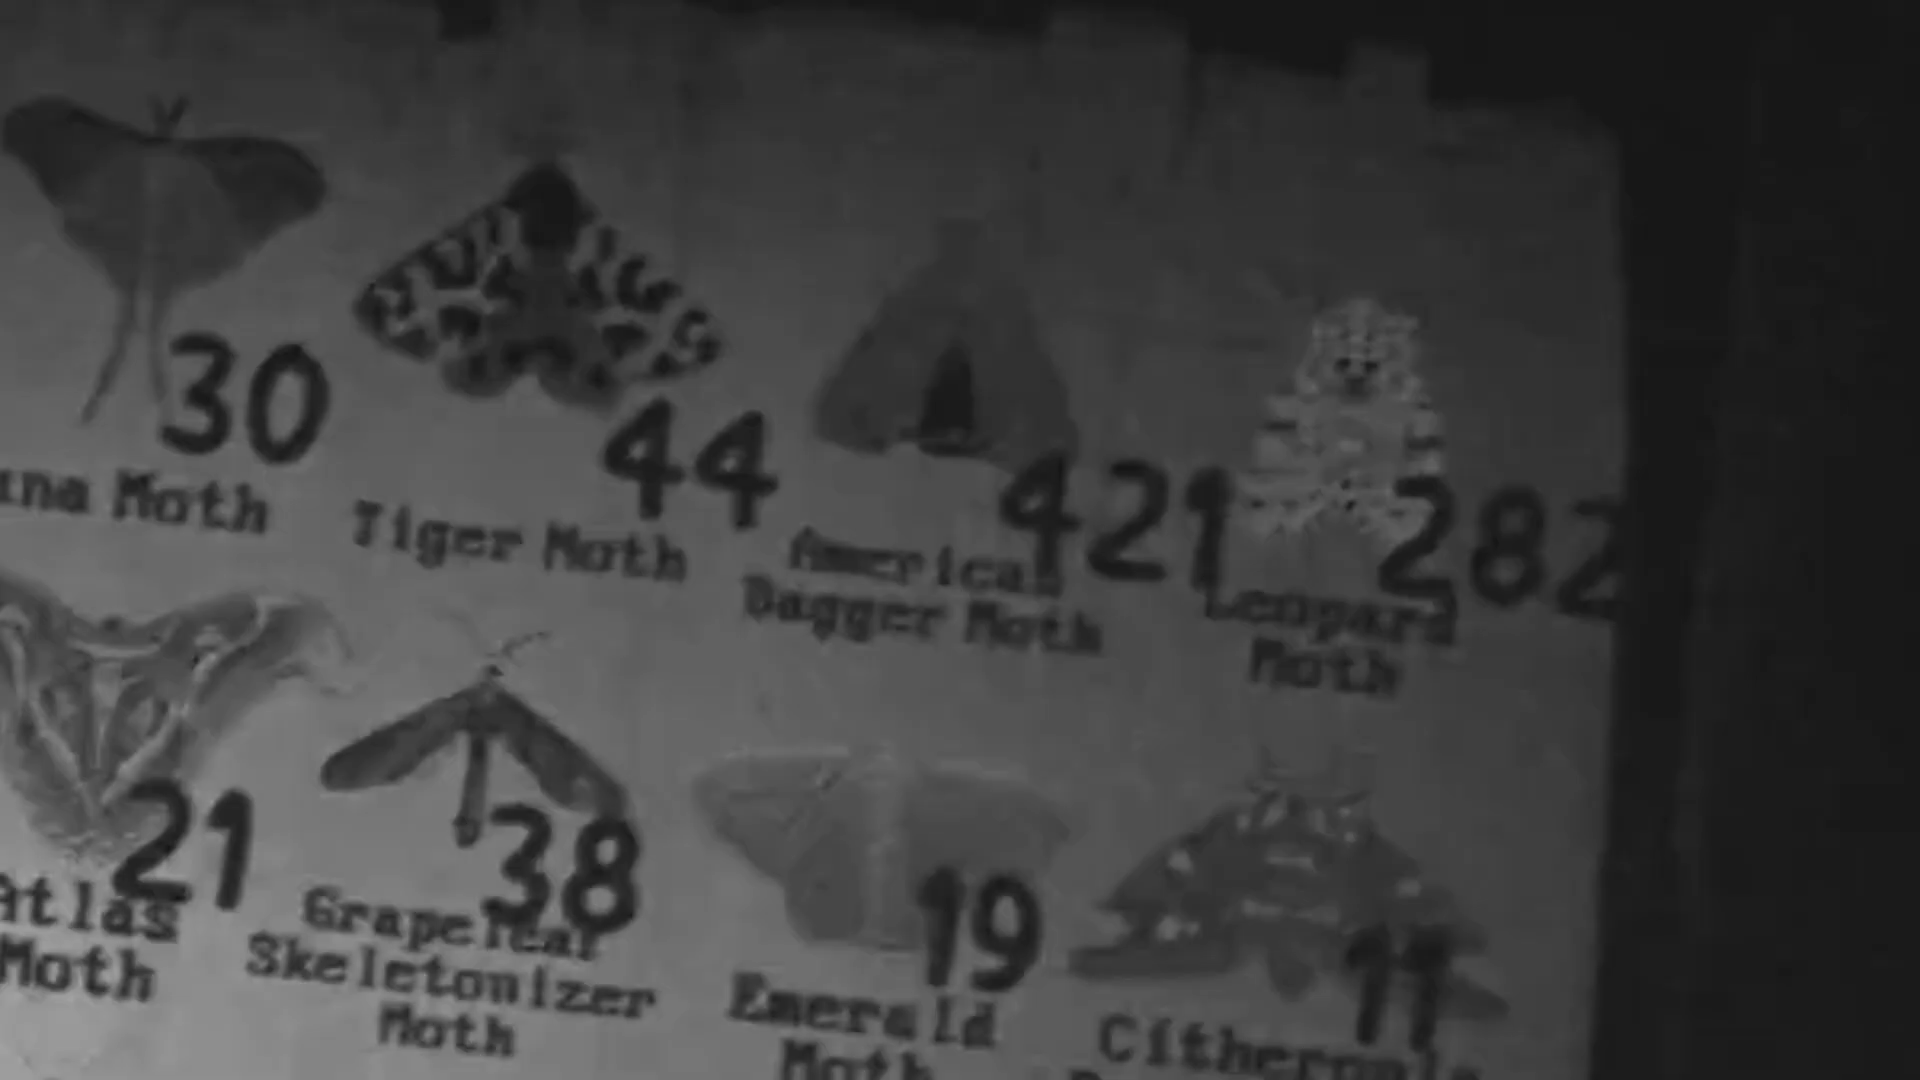 30
44
421
282
una Moth
Tiger Moth
American
Dagger Moth
Leopard
Moth
21
38
19
11
Atlas
Moth
Grapeleaf
Skeletonizer
Moth
Emerald
Moth